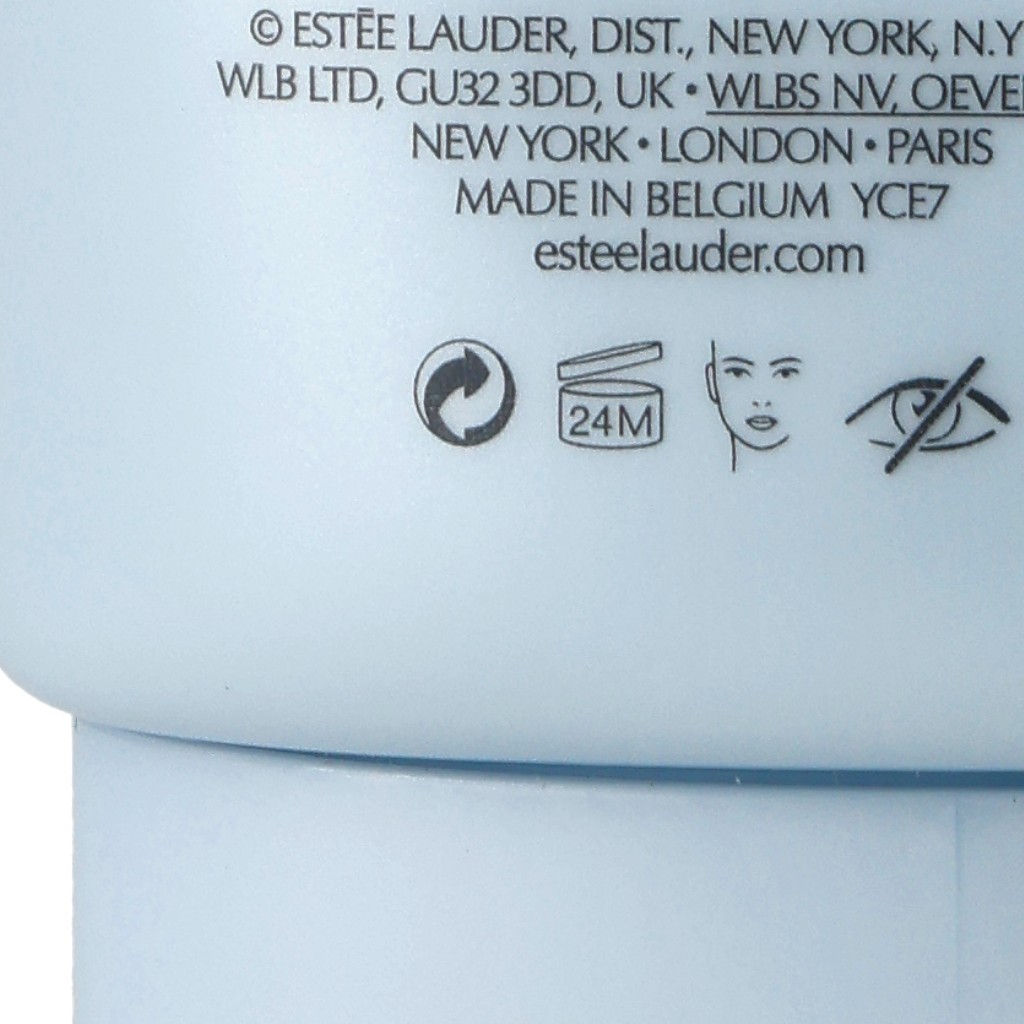 © ESTĒE LAUDER, DIST., NEW YORK, N.Y
WLB LTD, GU32 3DD, UK • WLBS NV, OEVE
NEW YORK • LONDON • PARIS
MADE IN BELGIUM YCE7
esteelauder.com
24M